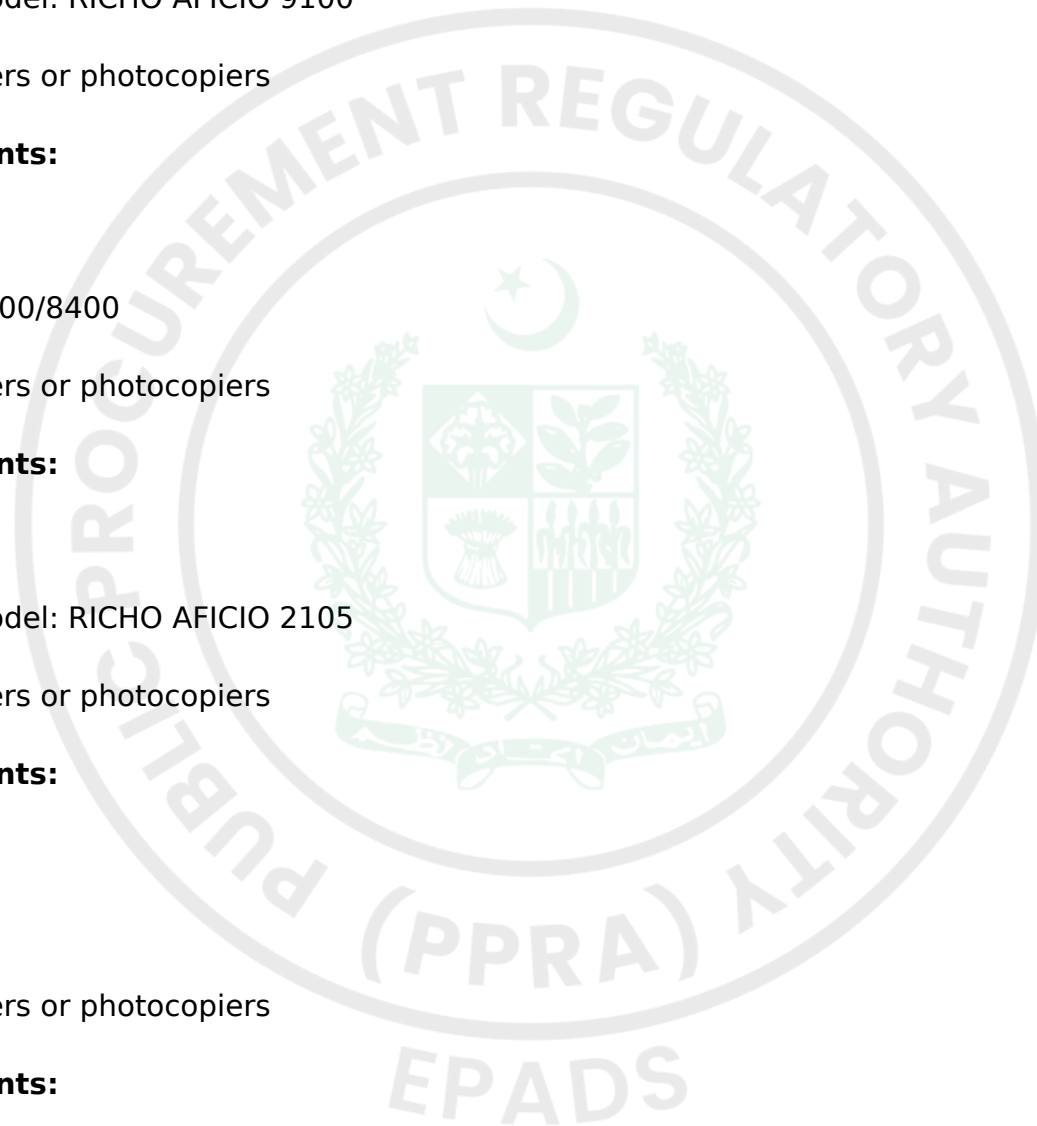 odel: RICHO AFICIO 9100
ers or photocopiers
nts:
00/8400
ers or photocopiers
nts:
odel: RICHO AFICIO 2105
ers or photocopiers
nts:
ers or photocopiers
nts:
PUBLIC PROCUREMENT REGULATORY AUTHORITY
(PPRA)
EPADS